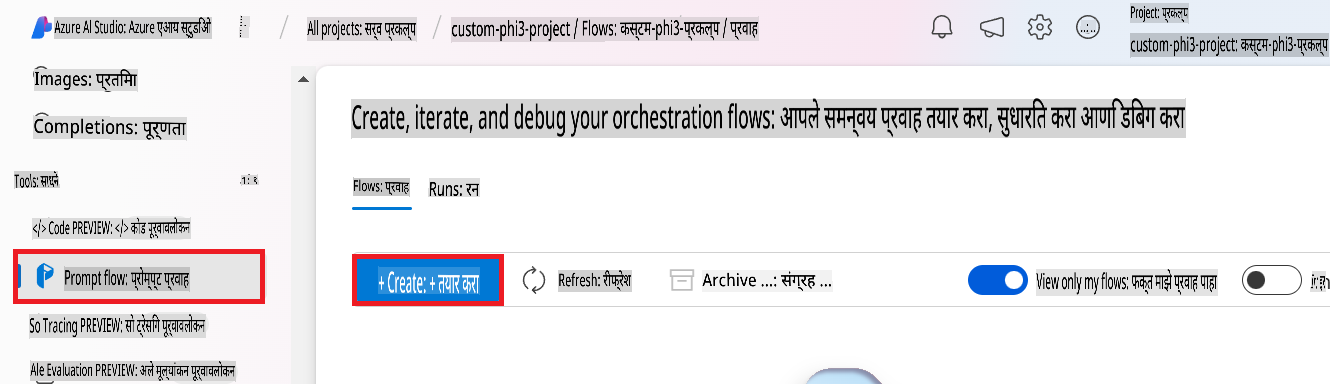 Azure AI Studio: Azure एआय स्टुडिओ / All projects: सर्व प्रकल्प / custom-phi3-project / Flows: कस्टम-phi3-प्रकल्प / प्रवाह
Project: प्रकल्प
custom-phi3-project: कस्टम-phi3-प्रकल्प
Images: प्रतिमा
Completions: पूर्णता
Tools: साधने
</> Code PREVIEW: </> कोड पूर्वावलोकन
Prompt flow: प्रॉम्प्ट प्रवाह
So Tracing PREVIEW: सो ट्रेसिंग पूर्वावलोकन
Ale Evaluation PREVIEW: अले मूल्यांकन पूर्वावलोकन
Create, iterate, and debug your orchestration flows: आपले समन्वय प्रवाह तयार करा, सुधारित करा आणि डिबग करा
Flows: प्रवाह
Runs: रन
+ Create: + तयार करा
Refresh: रीफ्रेश
Archive ...: संग्रह ...
View only my flows: फक्त माझे प्रवाह पाहा